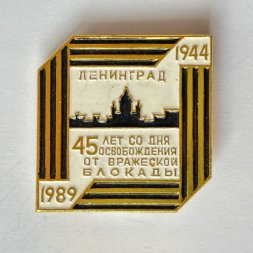 1944
ЛЕНИНГРАД
45 ЛЕТ СО ДНЯ
ОСВОБОЖДЕНИЯ
ОТ ВРАЖЕСКОЙ
БЛОКАДЫ
1989